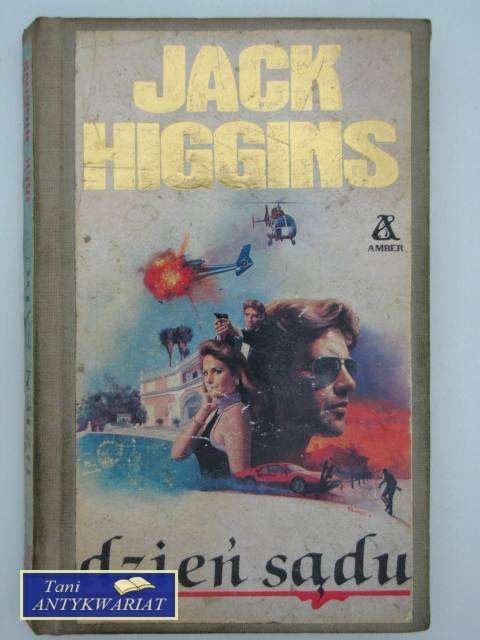 JACK
HIGGINS
AMBER
dzień sądu
Tani
ANTYKWARIAT